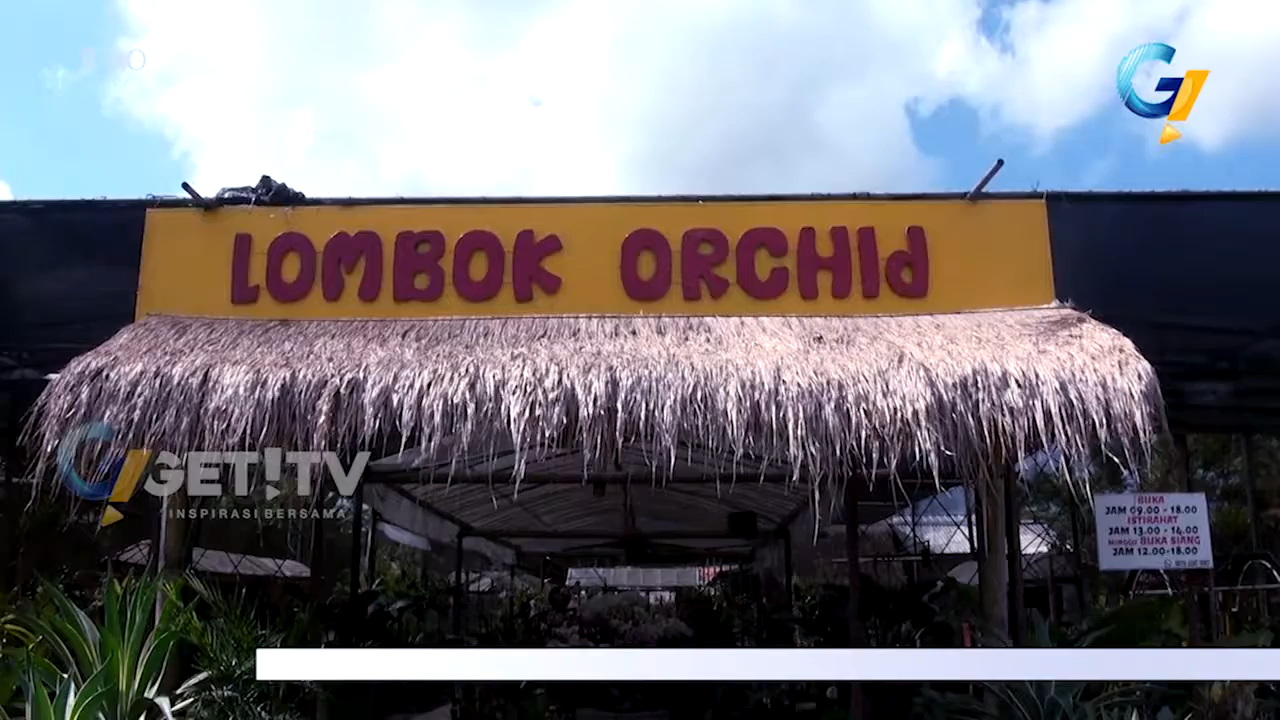 LOMBOK ORCHId
GET!TV
INSPIRASI BERSAMA
BUKA
JAM 09.00 - 18.00
ISTIRAHAT
JAM 13.00 - 14.00
MINGGU BUKA SIANG
JAM 12.00-18.00